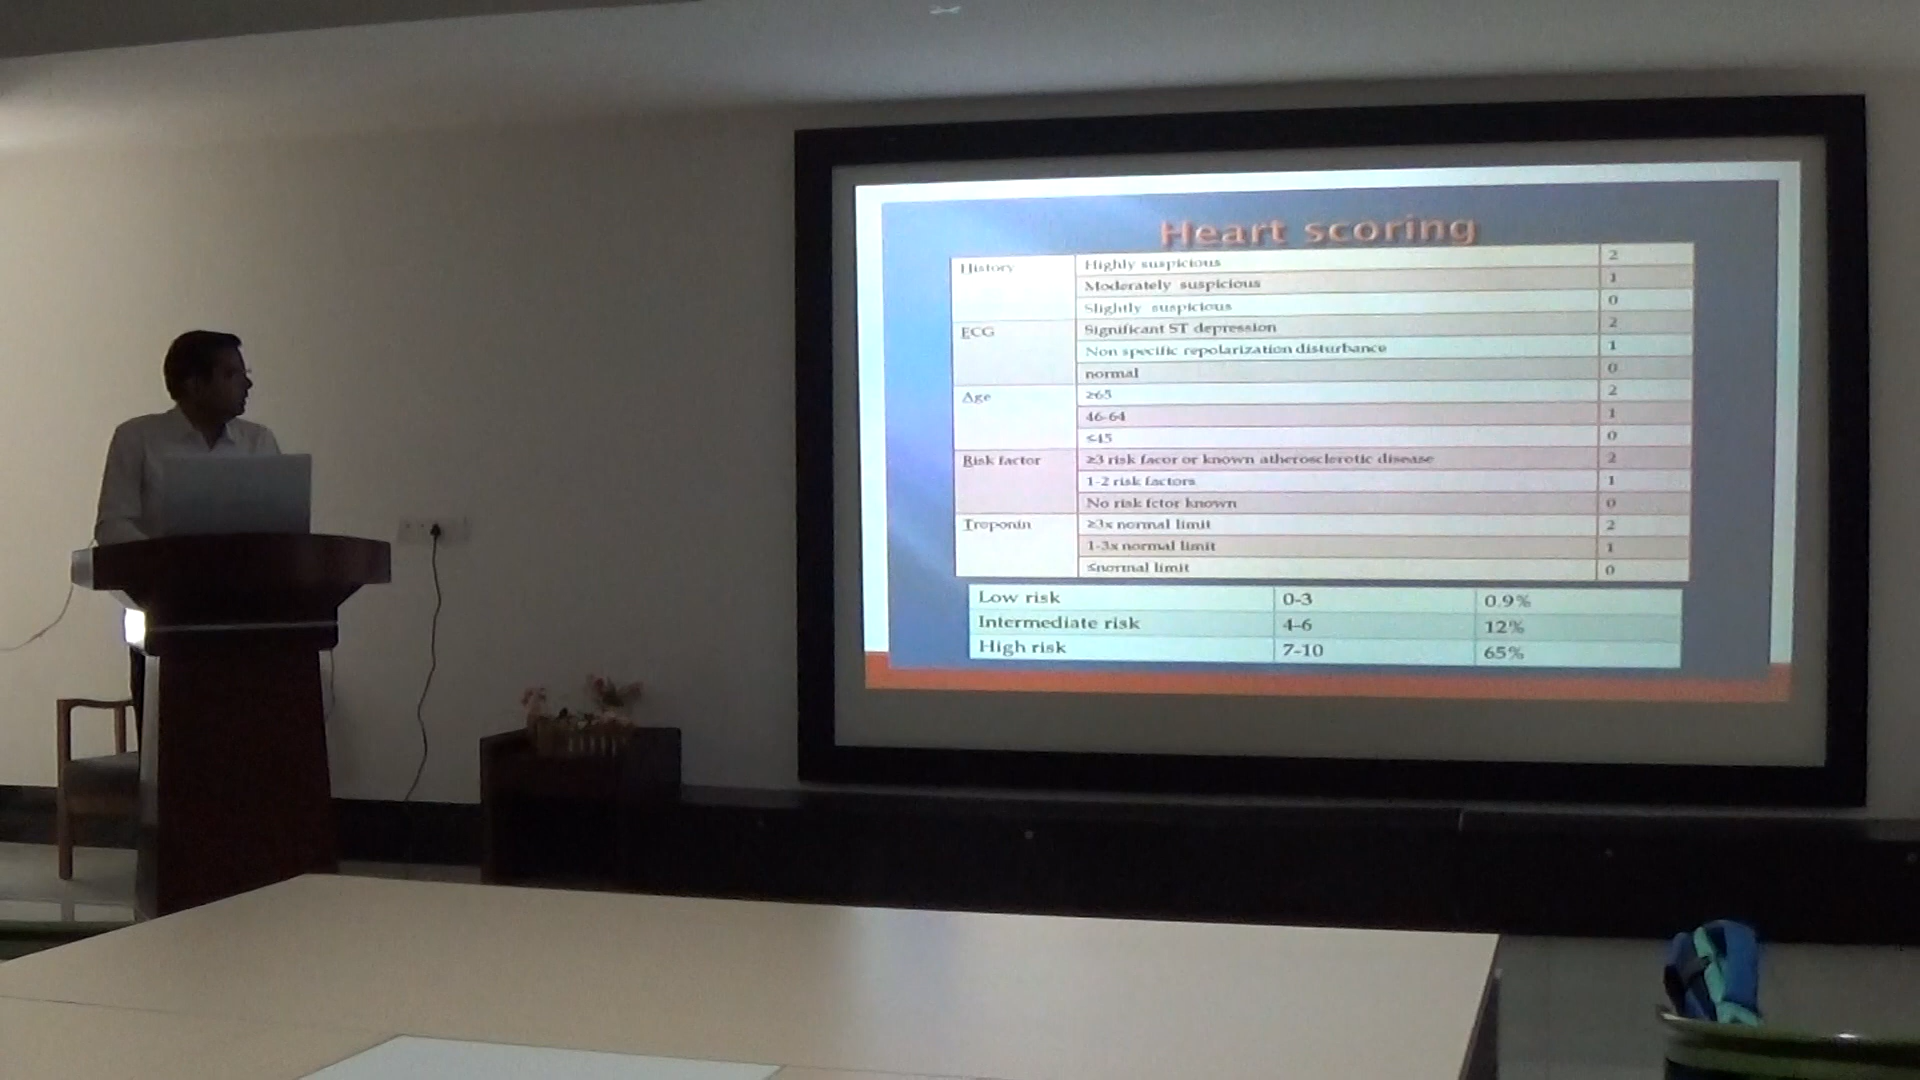 Heart scoring
History Highly suspicious 2
Moderately suspicious 1
Slightly suspicious 0
ECG Significant ST depression 2
Non specific repolarization disturbance 1
normal 0
Age ≥65 2
46-64 1
≤45 0
Risk factor ≥3 risk facor or known atherosclerotic disease 2
1-2 risk factors 1
No risk fctor known 0
Troponin ≥3x normal limit 2
1-3x normal limit 1
≤normal limit 0
Low risk 0-3 0.9%
Intermediate risk 4-6 12%
High risk 7-10 65%